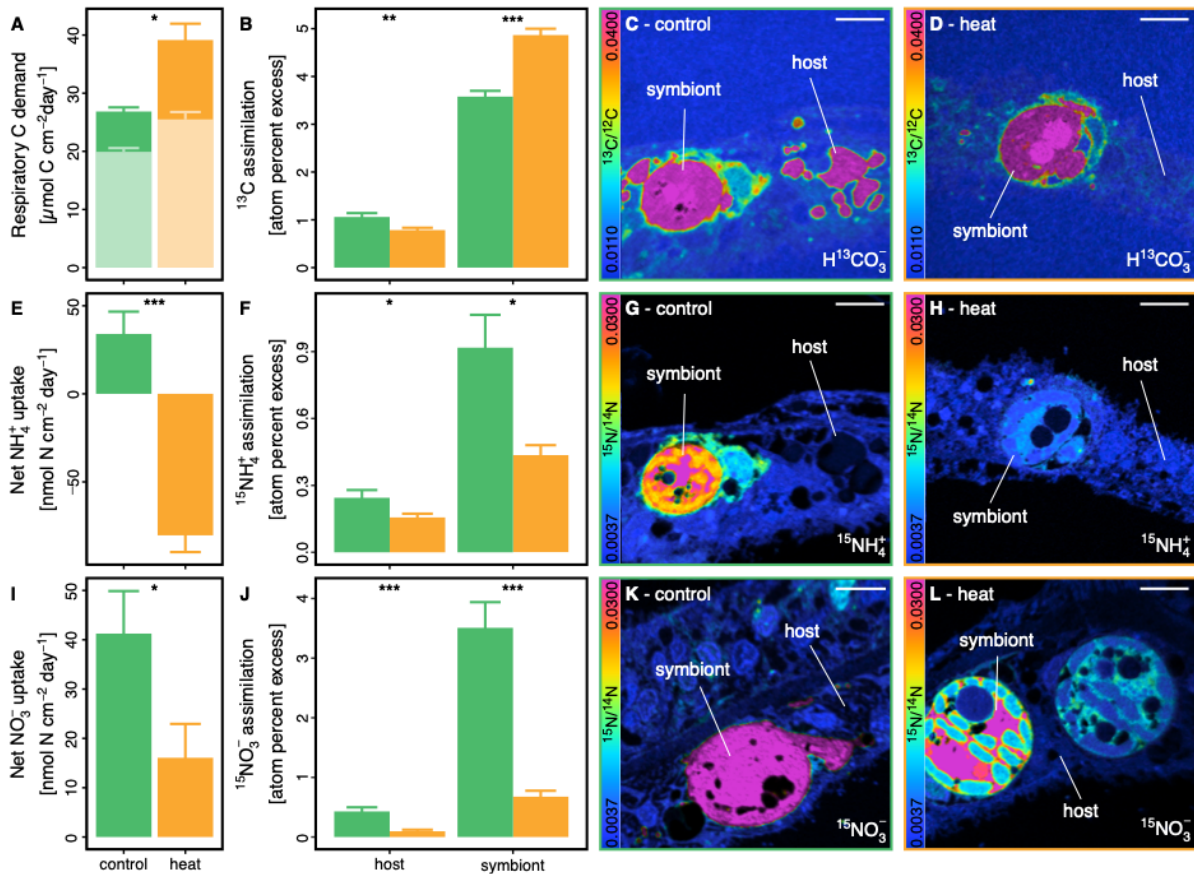 A
Respiratory C demand
[µmol C cm⁻²day⁻¹]
0
10
20
30
40
*
B
¹³C assimilation
[atom percent excess]
0
1
2
3
4
5
**
***
C - control
0.0400
¹³C/¹²C
0.0110
symbiont
host
H¹³CO₃⁻
D - heat
0.0400
¹³C/¹²C
0.0110
host
symbiont
H¹³CO₃⁻
E
Net NH₄⁺ uptake
[nmol N cm⁻² day⁻¹]
50
0
−50
***
F
¹⁵NH₄⁺ assimilation
[atom percent excess]
0.0
0.3
0.6
0.9
*
*
G - control
0.0300
¹⁵N/¹⁴N
0.0037
symbiont
host
¹⁵NH₄⁺
H - heat
0.0300
¹⁵N/¹⁴N
0.0037
host
symbiont
¹⁵NH₄⁺
I
Net NO₃⁻ uptake
[nmol N cm⁻² day⁻¹]
0
10
20
30
40
50
*
control
heat
J
¹⁵NO₃⁻ assimilation
[atom percent excess]
0
1
2
3
4
***
***
host
symbiont
K - control
0.0300
¹⁵N/¹⁴N
0.0037
symbiont
host
¹⁵NO₃⁻
L - heat
0.0300
¹⁵N/¹⁴N
0.0037
symbiont
host
¹⁵NO₃⁻